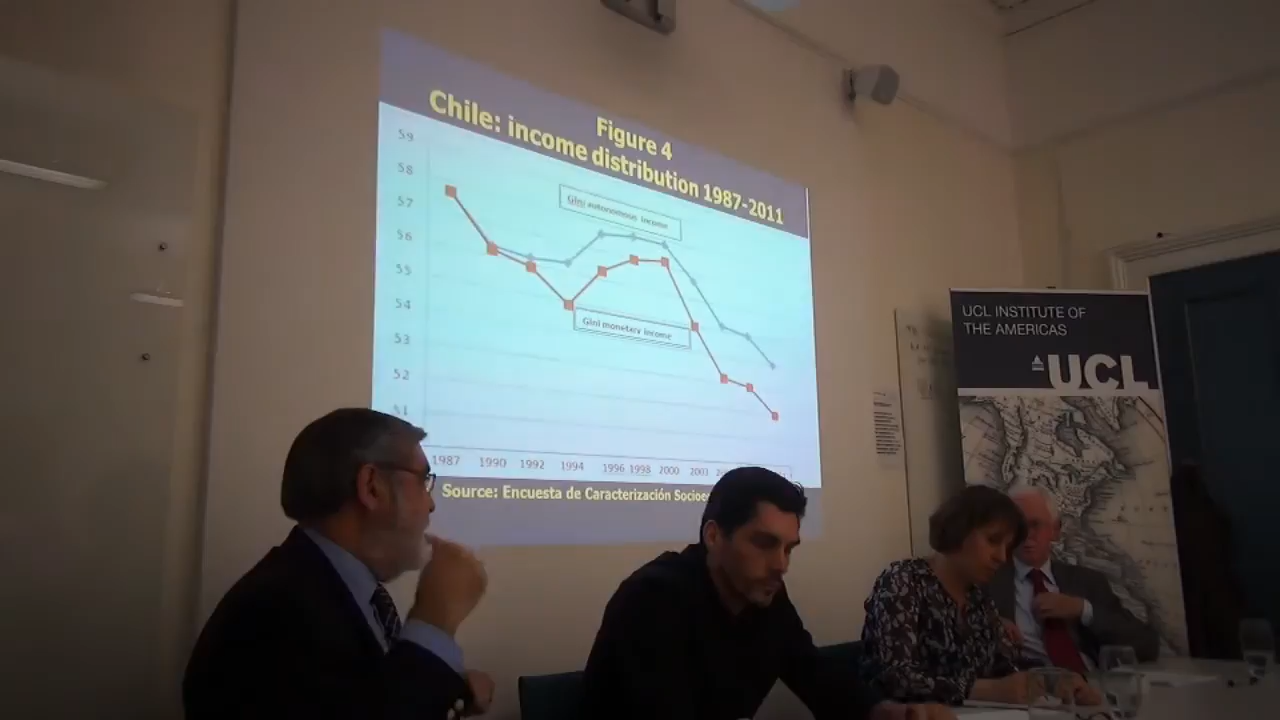 Figure 4
Chile: income distribution 1987-2011
59
58
57
56
55
54
53
52
51
Gini autonomous income
Gini monetary income
1987 1990 1992 1994 1996 1998 2000 2003
Source: Encuesta de Caracterización
UCL INSTITUTE OF
THE AMERICAS
UCL